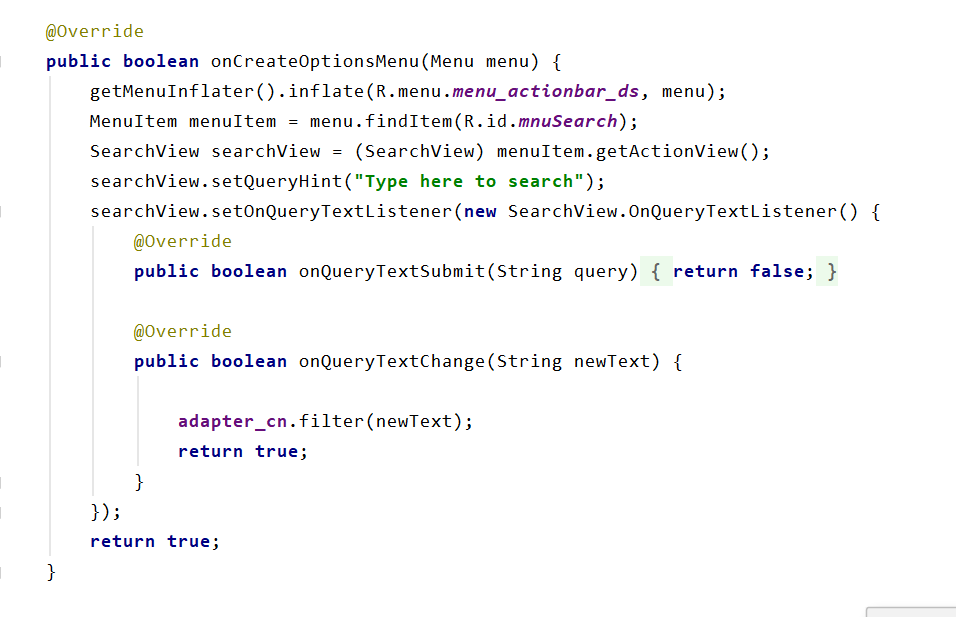 @Override
public boolean onCreateOptionsMenu(Menu menu) {
getMenuInflater().inflate(R.menu.menu_actionbar_ds, menu);
MenuItem menuItem = menu.findItem(R.id.mnuSearch);
SearchView searchView = (SearchView) menuItem.getActionView();
searchView.setQueryHint("Type here to search");
searchView.setOnQueryTextListener(new SearchView.OnQueryTextListener() {
@Override
public boolean onQueryTextSubmit(String query) { return false; }
@Override
public boolean onQueryTextChange(String newText) {
adapter_cn.filter(newText);
return true;
}
});
return true;
}